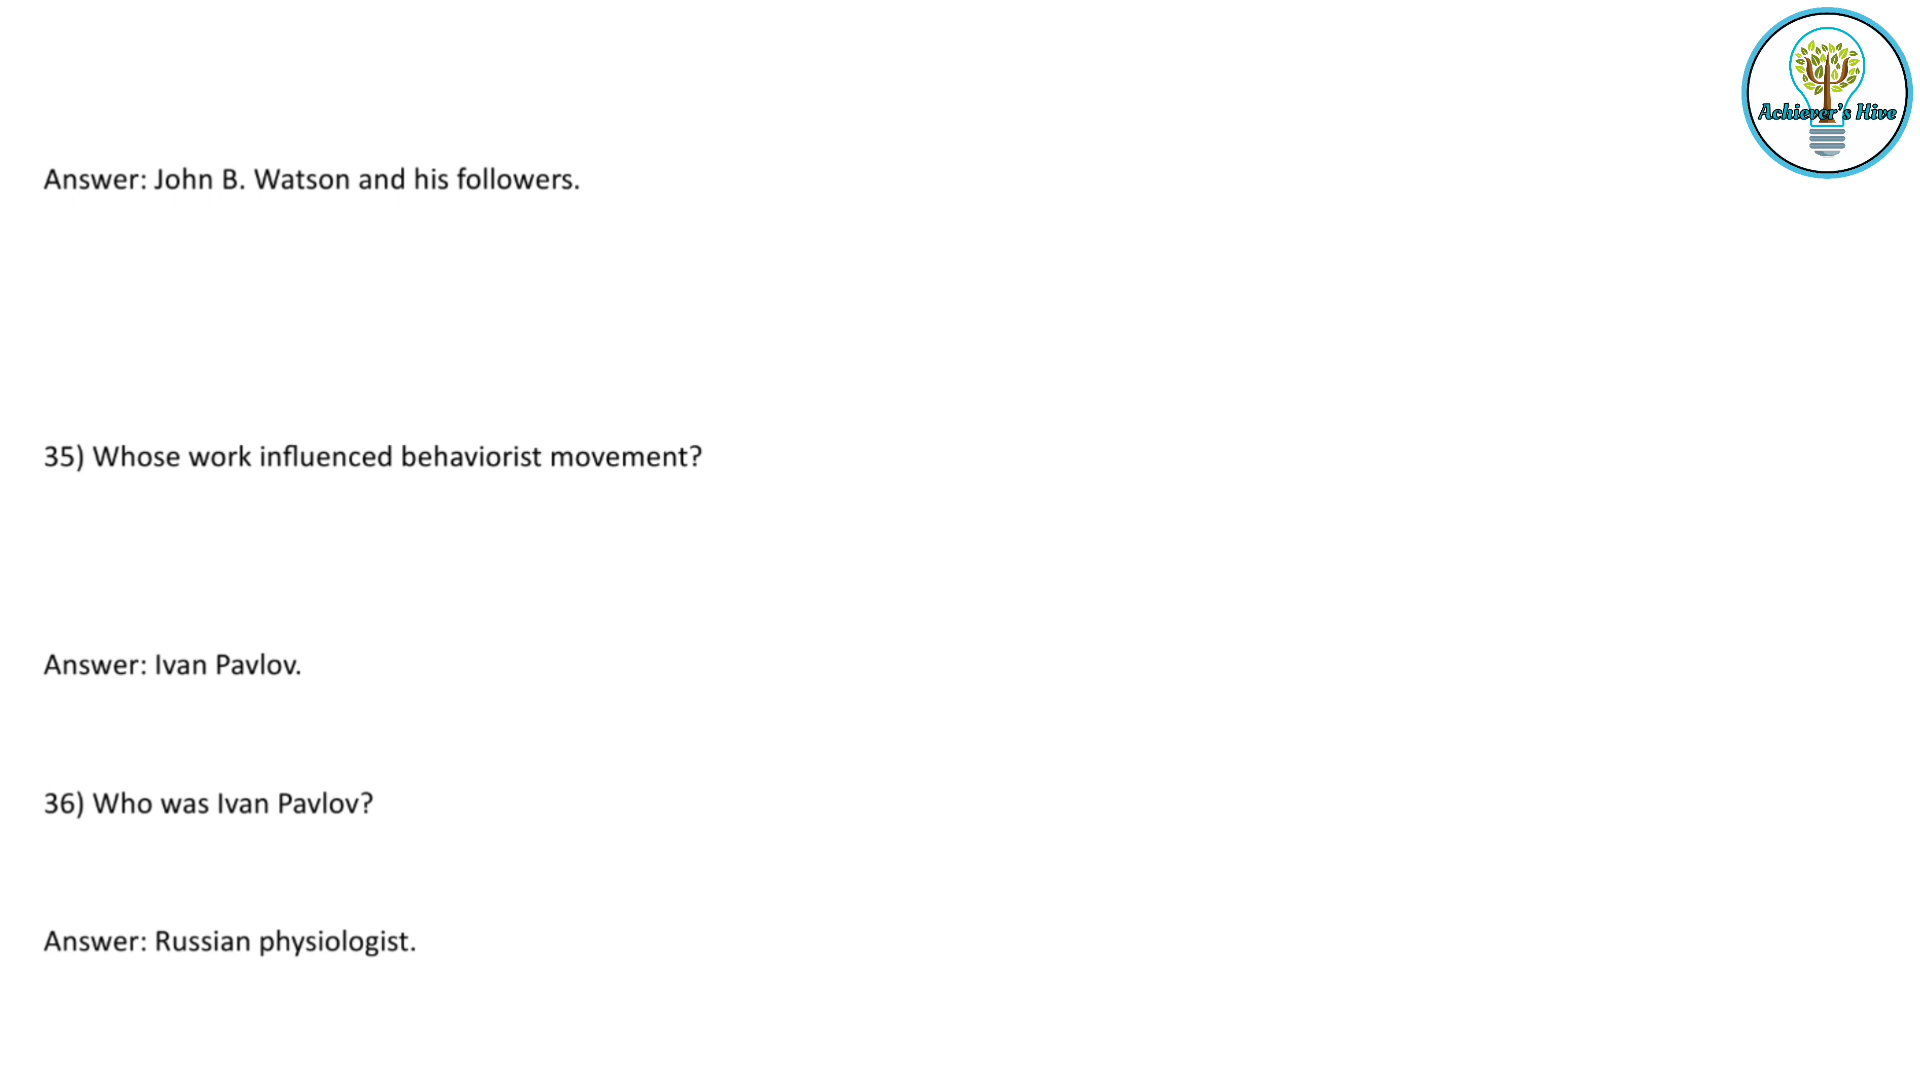 Achiever's Hive
Answer: John B. Watson and his followers.
35) Whose work influenced behaviorist movement?
Answer: Ivan Pavlov.
36) Who was Ivan Pavlov?
Answer: Russian physiologist.